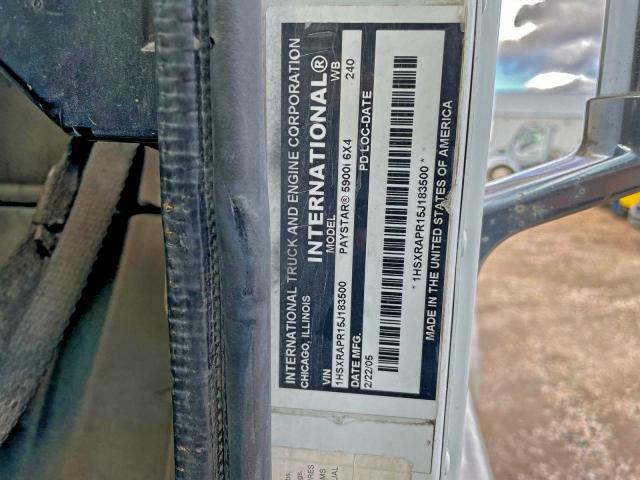 INTERNATIONAL TRUCK AND ENGINE CORPORATION
CHICAGO, ILLINOIS
INTERNATIONAL®
VIN MODEL WB
1HSXRAPR15J183500 PAYSTAR® 5900i 6X4 240
DATE MFG. PD LOC-DATE
2/22/05
* 1HSXRAPR15J183500 *
MADE IN THE UNITED STATES OF AMERICA